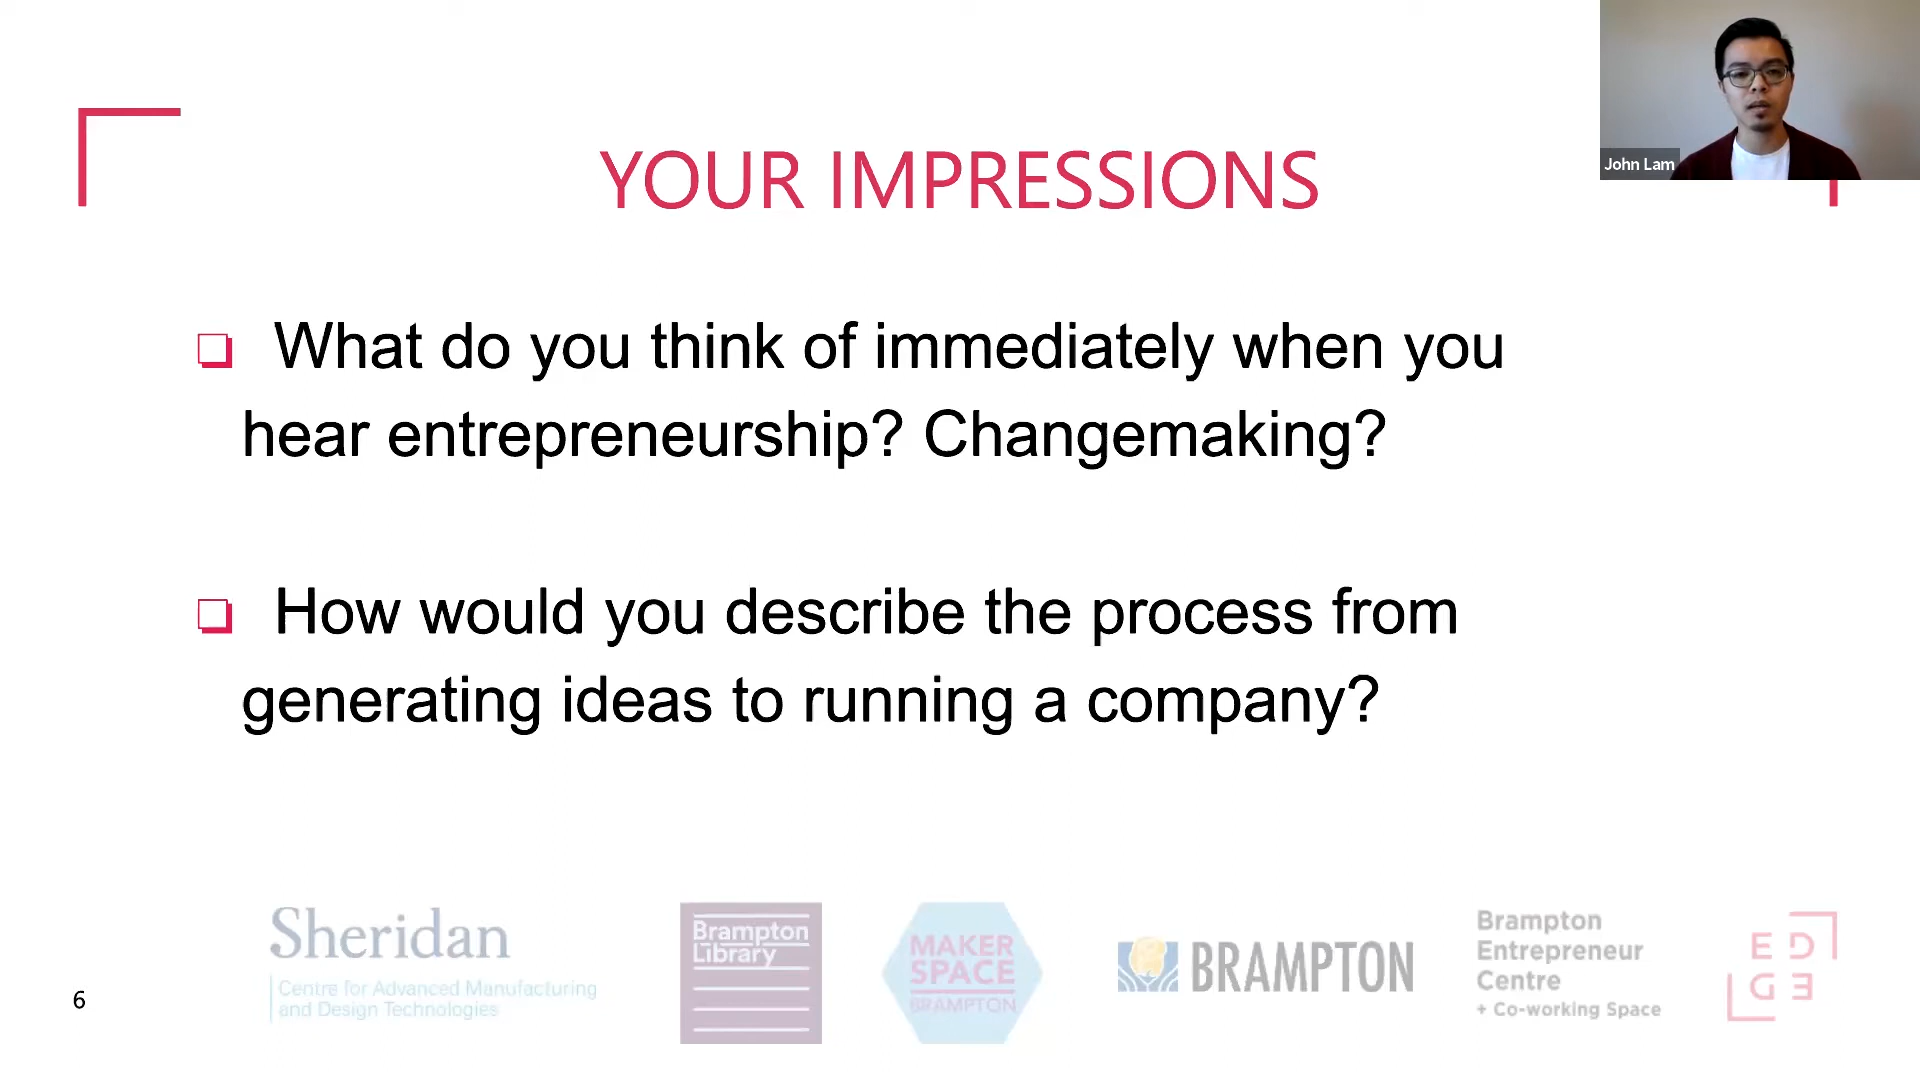 John Lam
YOUR IMPRESSIONS
❏ What do you think of immediately when you
hear entrepreneurship? Changemaking?
❏ How would you describe the process from
generating ideas to running a company?
6
Sheridan
Centre for Advanced Manufacturing
and Design Technologies
Brampton
Library
MAKER
SPACE
BRAMPTON
BRAMPTON
Brampton
Entrepreneur
Centre
+ Co-working Space
ED
GE